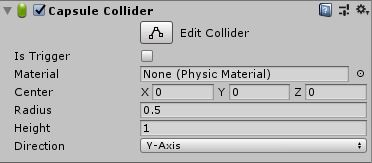 Capsule Collider
Edit Collider
Is Trigger
Material None (Physic Material)
Center X 0 Y 0 Z 0
Radius 0.5
Height 1
Direction Y-Axis